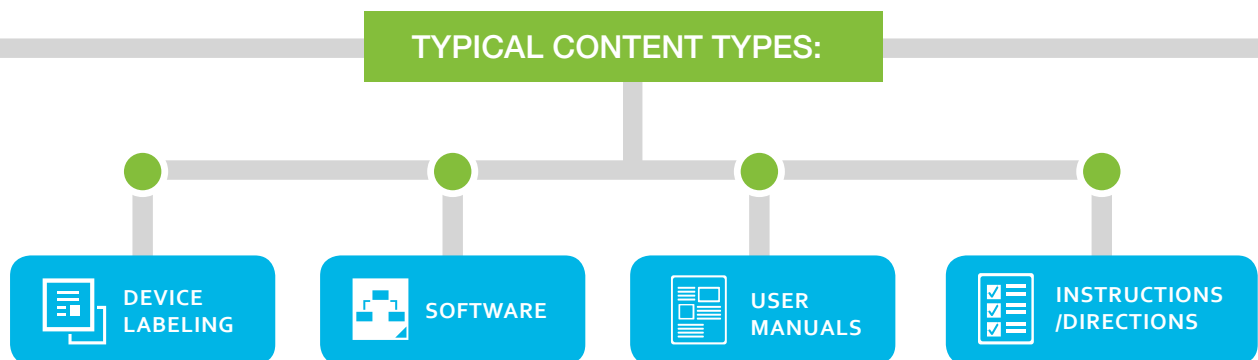 TYPICAL CONTENT TYPES:
DEVICE
LABELING
SOFTWARE
USER
MANUALS
INSTRUCTIONS
/DIRECTIONS